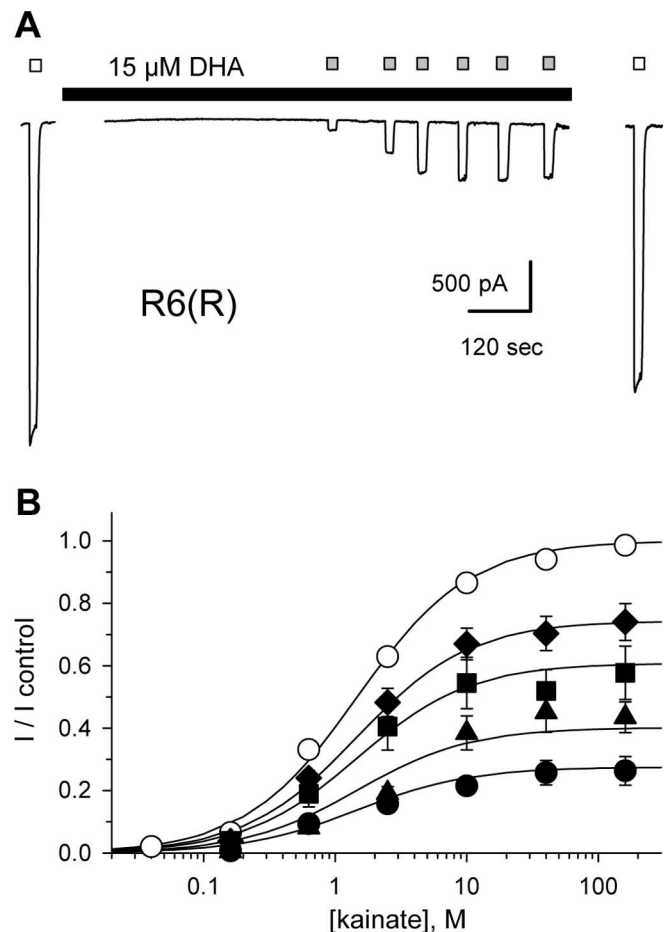 A
15 µM DHA
R6(R)
500 pA
120 sec
B
1.0
0.8
0.6
0.4
0.2
0.0
I / I control
0.1
1
10
100
[kainate], M